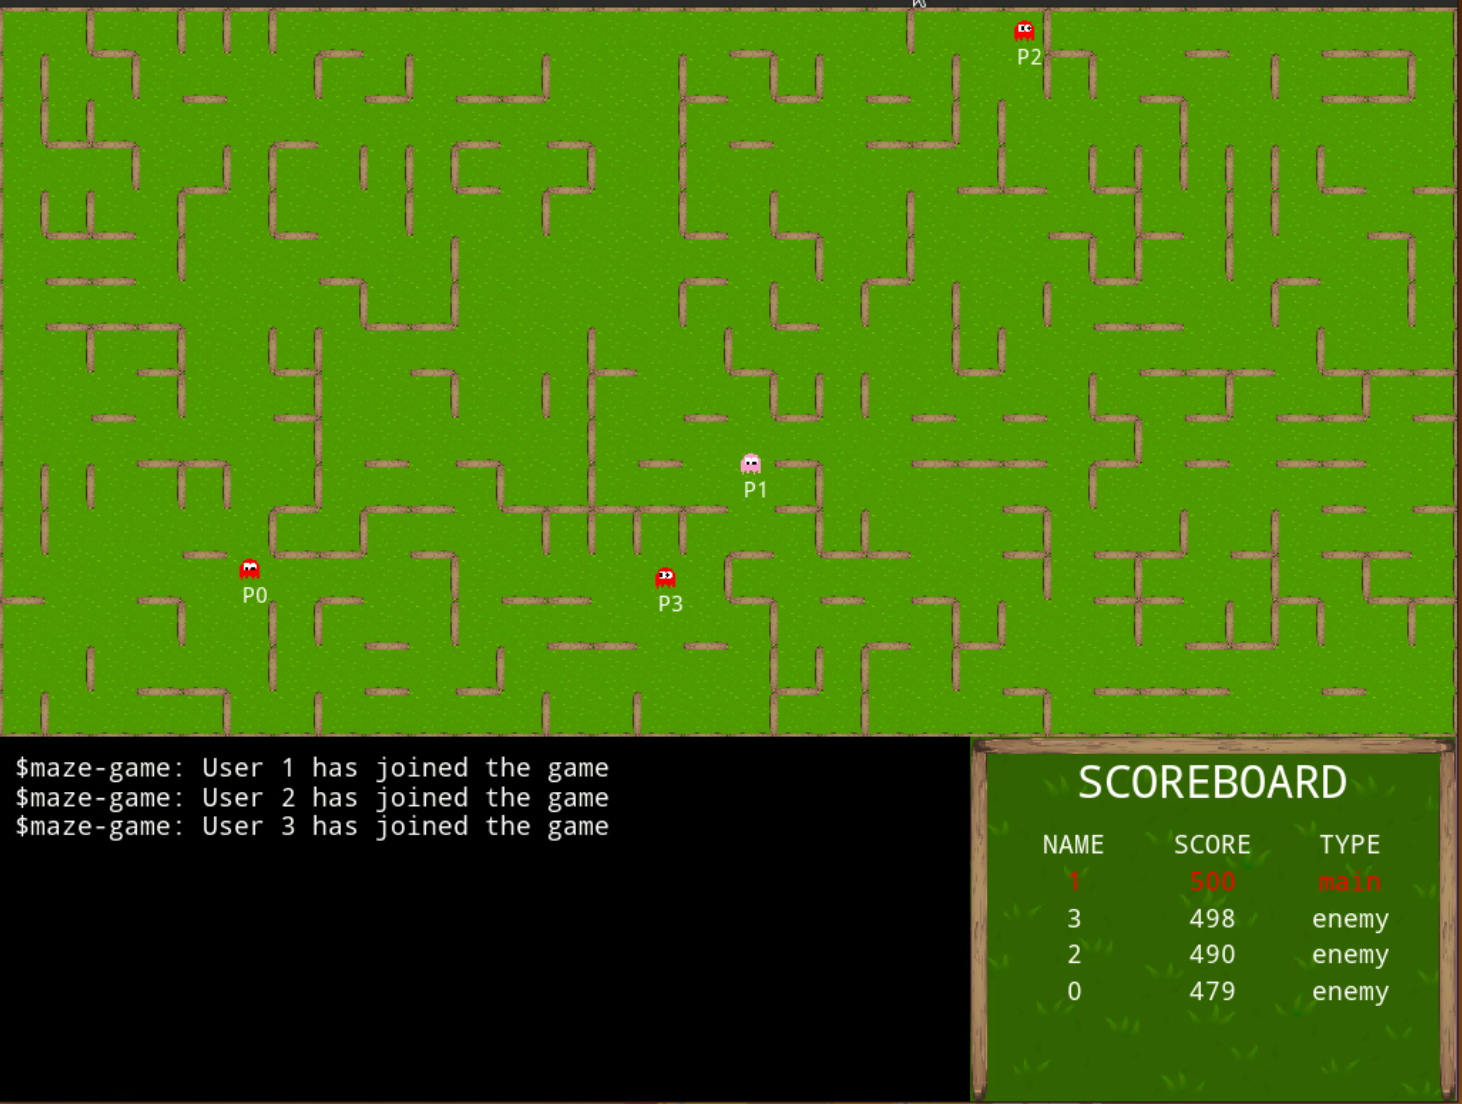 P2
P1
P0
P3
$maze-game: User 1 has joined the game
$maze-game: User 2 has joined the game
$maze-game: User 3 has joined the game
SCOREBOARD
NAME SCORE TYPE
1 500 main
3 498 enemy
2 490 enemy
0 479 enemy